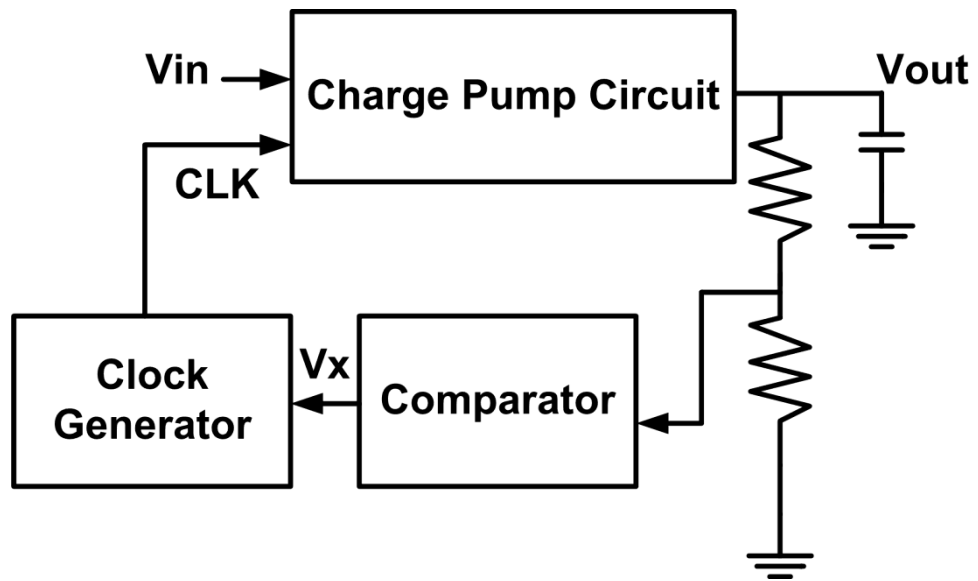 Vin
Charge Pump Circuit
Vout
CLK
Clock
Generator
Vx
Comparator